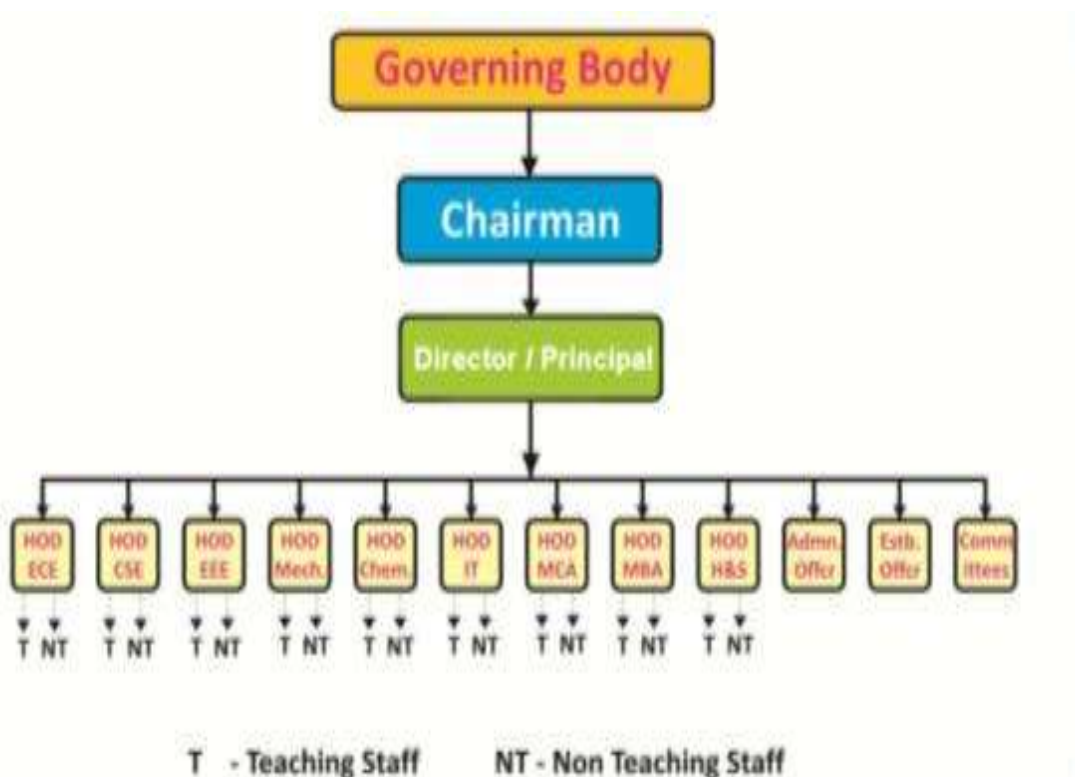 Governing Body
Chairman
Director / Principal
HOD
ECE
HOD
CSE
HOD
EEE
HOD
Mech.
HOD
Chem.
HOD
IT
HOD
MCA
HOD
MBA
HOD
H&S
Admn.
Offcr
Estb.
Offcr
Comm
ittees
T NT
T NT
T NT
T NT
T NT
T NT
T NT
T NT
T NT
T - Teaching Staff NT - Non Teaching Staff